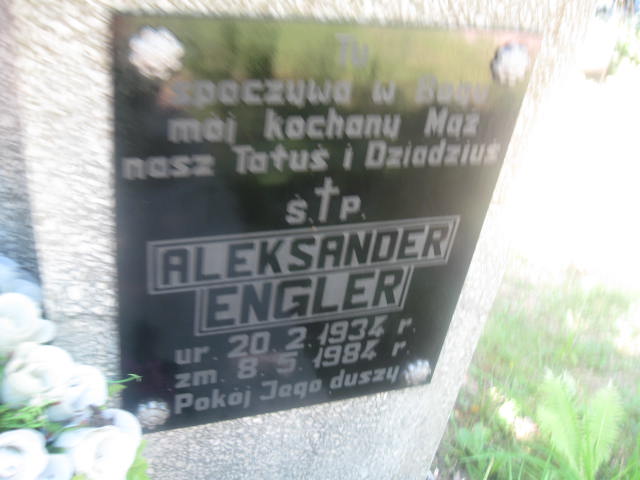 Tu
spoczywa w Bogu
mój kochany Mąż
nasz Tatuś i Dziadziuś
Ś.†P.
ALEKSANDER
ENGLER
ur. 20. 2. 1934 r.
zm. 8. 5. 1984 r.
Pokój Jego duszy